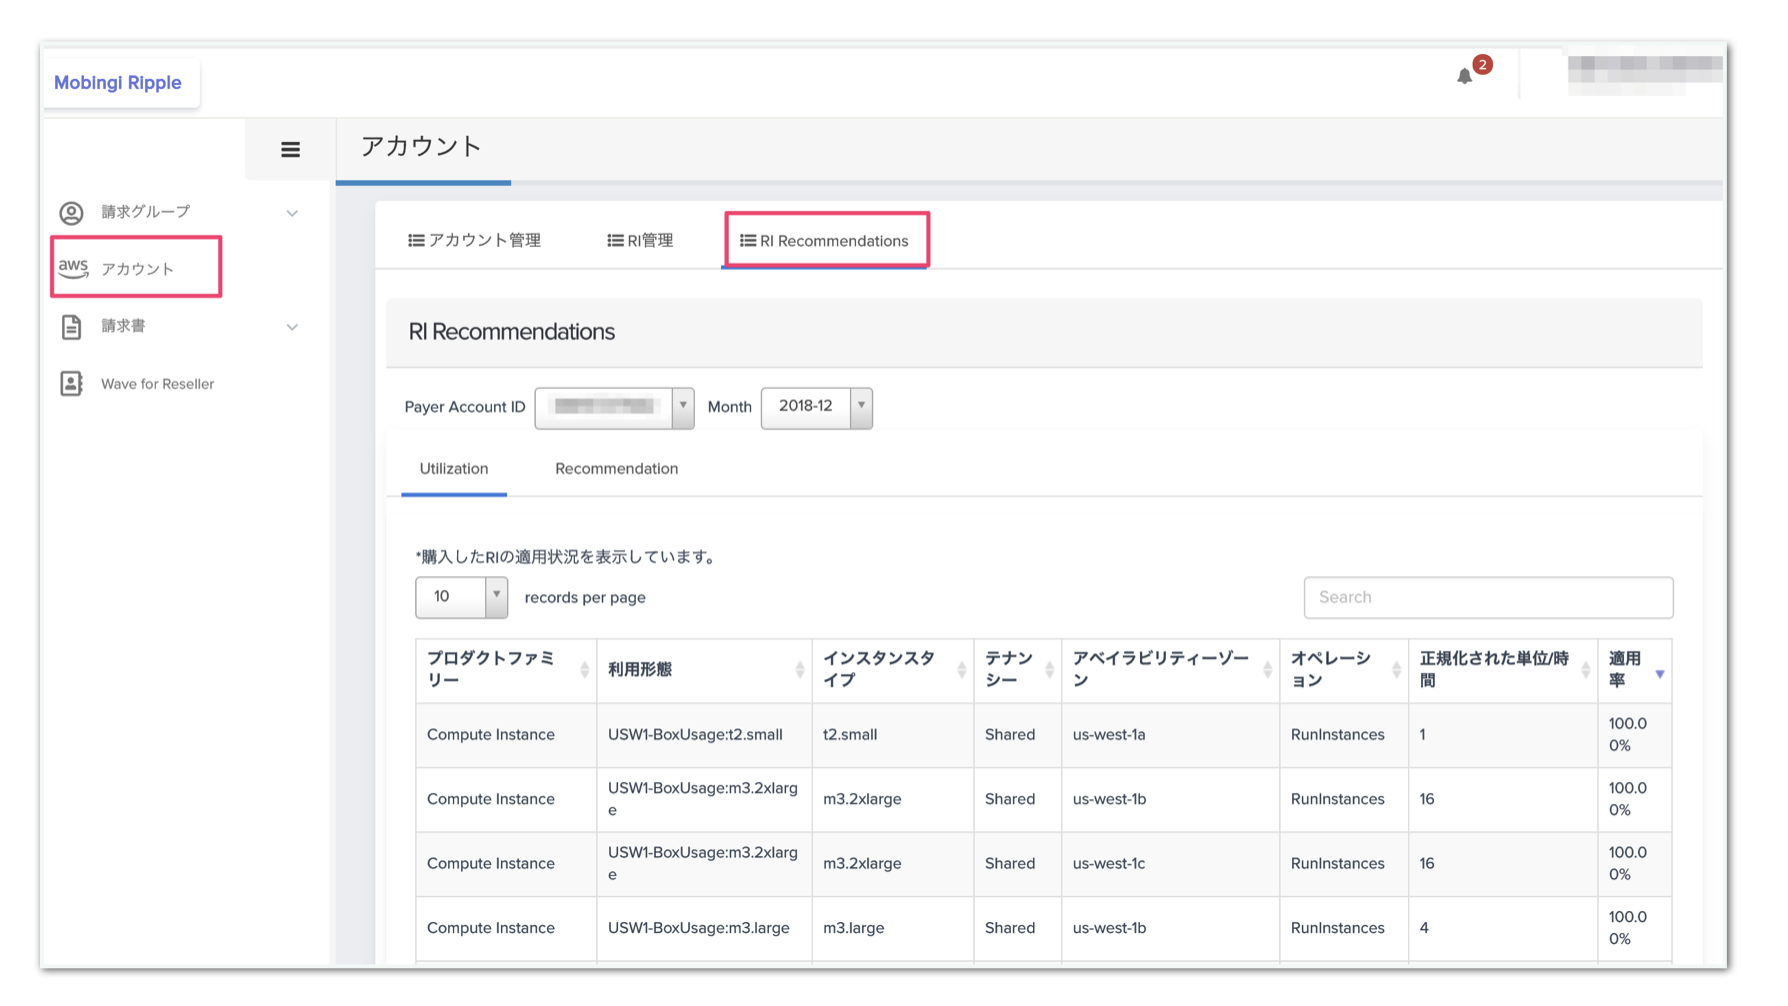 Mobingi Ripple
2
アカウント
請求グループ
aws アカウント
請求書
Wave for Reseller
アカウント管理
RI管理
RI Recommendations
RI Recommendations
Payer Account ID
Month 2018-12
Utilization
Recommendation
*購入したRIの適用状況を表示しています。
10 records per page
Search
プロダクトファミ
リー
利用形態
インスタンスタ
イプ
テナン
シー
アベイラビリティーゾー
ン
オペレーシ
ョン
正規化された単位/時
間
適用
率
Compute Instance USW1-BoxUsage:t2.small t2.small Shared us-west-1a RunInstances 1 100.0
0%
Compute Instance USW1-BoxUsage:m3.2xlarg
e m3.2xlarge Shared us-west-1b RunInstances 16 100.0
0%
Compute Instance USW1-BoxUsage:m3.2xlarg
e m3.2xlarge Shared us-west-1c RunInstances 16 100.0
0%
Compute Instance USW1-BoxUsage:m3.large m3.large Shared us-west-1b RunInstances 4 100.0
0%